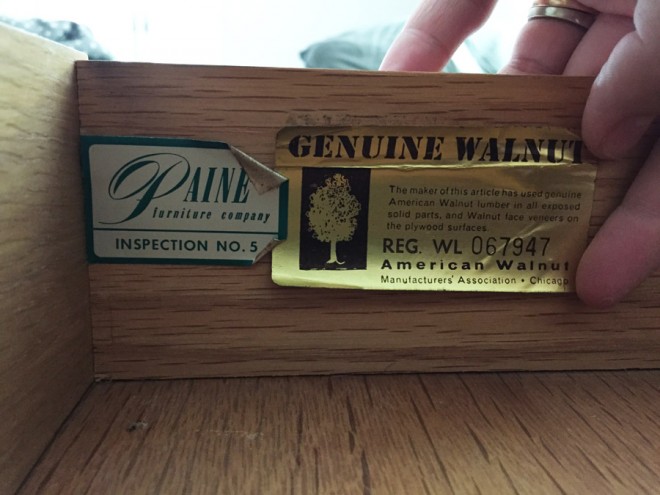 PAINE
furniture company
INSPECTION NO. 5
GENUINE WALNUT
The maker of this article has used genuine
American Walnut lumber in all exposed
solid parts, and Walnut face veneers on
the plywood surfaces.
REG. WL 067947
American Walnut
Manufacturers' Association • Chicago